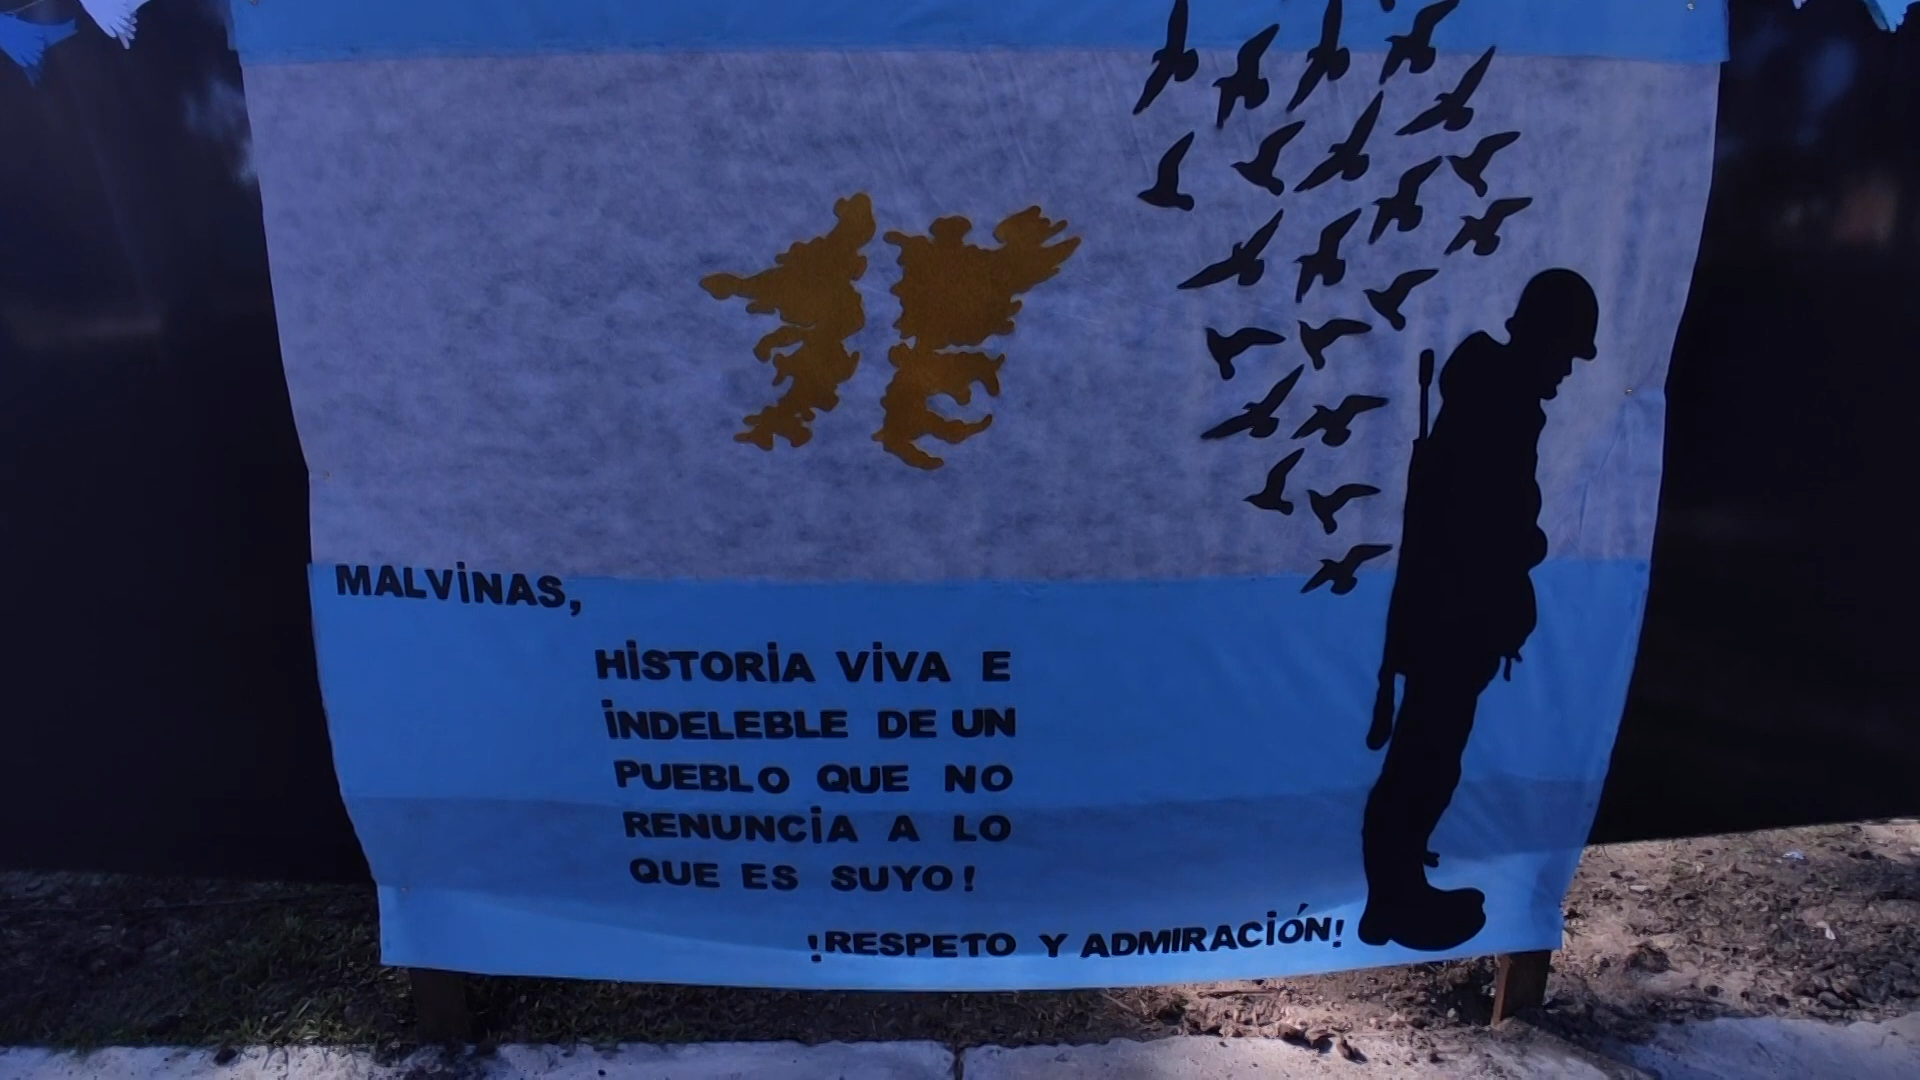 MALViNAS,
HiSTORiA ViVA E
iNDELEBLE DE UN
PUEBLO QUE NO
RENUNCiA A LO
QUE ES SUYO!
¡RESPETO Y ADMIRACiÓN!